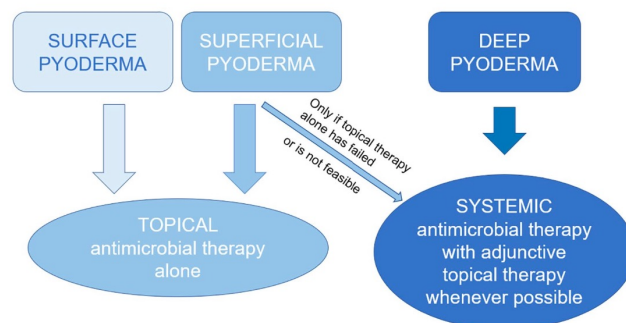 SURFACE
PYODERMA
SUPERFICIAL
PYODERMA
DEEP
PYODERMA
Only if topical therapy
alone has failed
or is not feasible
TOPICAL
antimicrobial therapy
alone
SYSTEMIC
antimicrobial therapy
with adjunctive
topical therapy
whenever possible